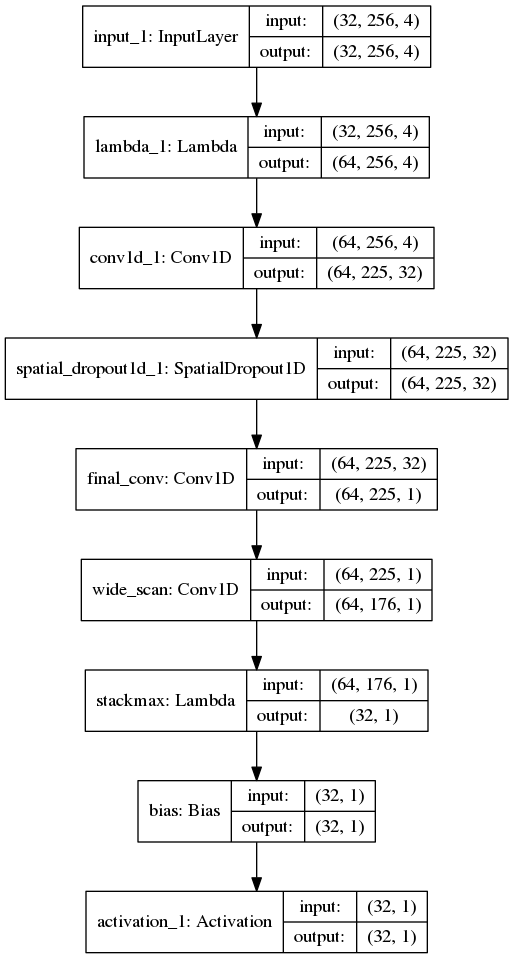 input_1: InputLayer
input: (32, 256, 4)
output: (32, 256, 4)
lambda_1: Lambda
input: (32, 256, 4)
output: (64, 256, 4)
conv1d_1: Conv1D
input: (64, 256, 4)
output: (64, 225, 32)
spatial_dropout1d_1: SpatialDropout1D
input: (64, 225, 32)
output: (64, 225, 32)
final_conv: Conv1D
input: (64, 225, 32)
output: (64, 225, 1)
wide_scan: Conv1D
input: (64, 225, 1)
output: (64, 176, 1)
stackmax: Lambda
input: (64, 176, 1)
output: (32, 1)
bias: Bias
input: (32, 1)
output: (32, 1)
activation_1: Activation
input: (32, 1)
output: (32, 1)